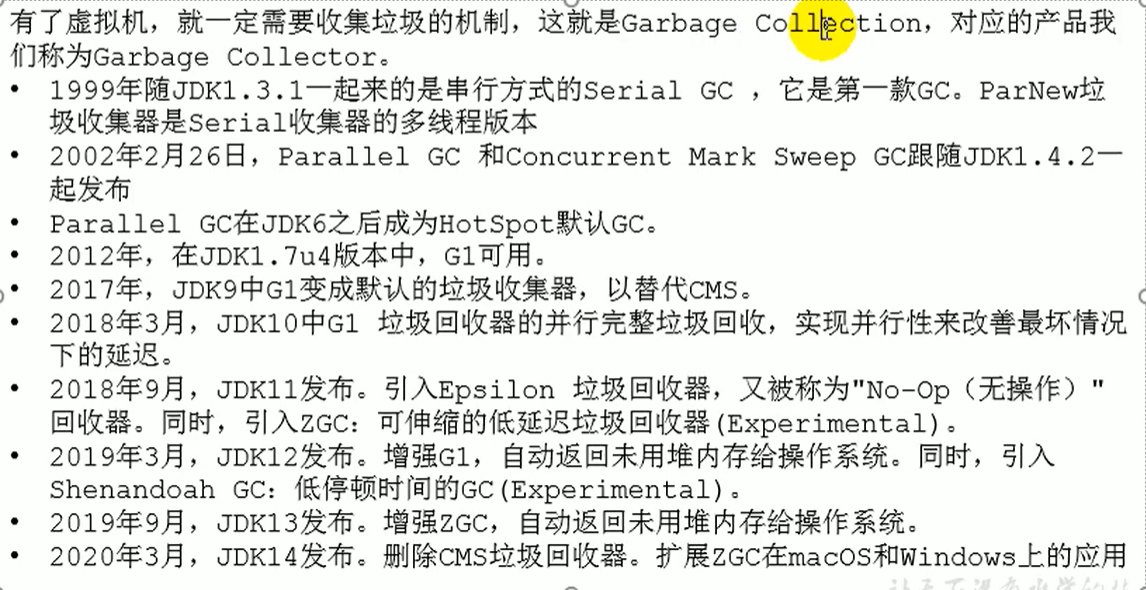 有了虚拟机，就一定需要收集垃圾的机制，这就是Garbage Collection，对应的产品我
们称为Garbage Collector。
• 1999年随JDK1.3.1一起来的是串行方式的Serial GC ，它是第一款GC。ParNew垃
圾收集器是Serial收集器的多线程版本
• 2002年2月26日，Parallel GC 和Concurrent Mark Sweep GC跟随JDK1.4.2一
起发布
• Parallel GC在JDK6之后成为HotSpot默认GC。
• 2012年，在JDK1.7u4版本中，G1可用。
• 2017年，JDK9中G1变成默认的垃圾收集器，以替代CMS。
• 2018年3月，JDK10中G1 垃圾回收器的并行完整垃圾回收，实现并行性来改善最坏情况
下的延迟。
• 2018年9月，JDK11发布。引入Epsilon 垃圾回收器，又被称为"No-Op（无操作）"
回收器。同时，引入ZGC：可伸缩的低延迟垃圾回收器(Experimental)。
• 2019年3月，JDK12发布。增强G1，自动返回未用堆内存给操作系统。同时，引入
Shenandoah GC：低停顿时间的GC(Experimental)。
• 2019年9月，JDK13发布。增强ZGC，自动返回未用堆内存给操作系统。
• 2020年3月，JDK14发布。删除CMS垃圾回收器。扩展ZGC在macOS和Windows上的应用